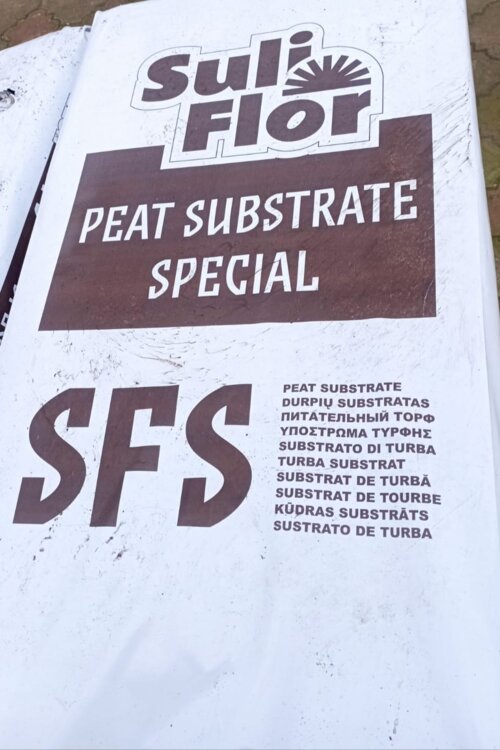 Suli
Flor
PEAT SUBSTRATE
SPECIAL
SFS
PEAT SUBSTRATE
DURPIŲ SUBSTRATAS
ПИТАТЕЛЬНЫЙ ТОРФ
ΥΠΟΣΤΡΩΜΑ ΤΥΡΦΗΣ
SUBSTRATO DI TURBA
TURBA SUBSTRAT
SUBSTRAT DE TURBĂ
SUBSTRAT DE TOURBE
KŪDRAS SUBSTRĀTS
SUSTRATO DE TURBA